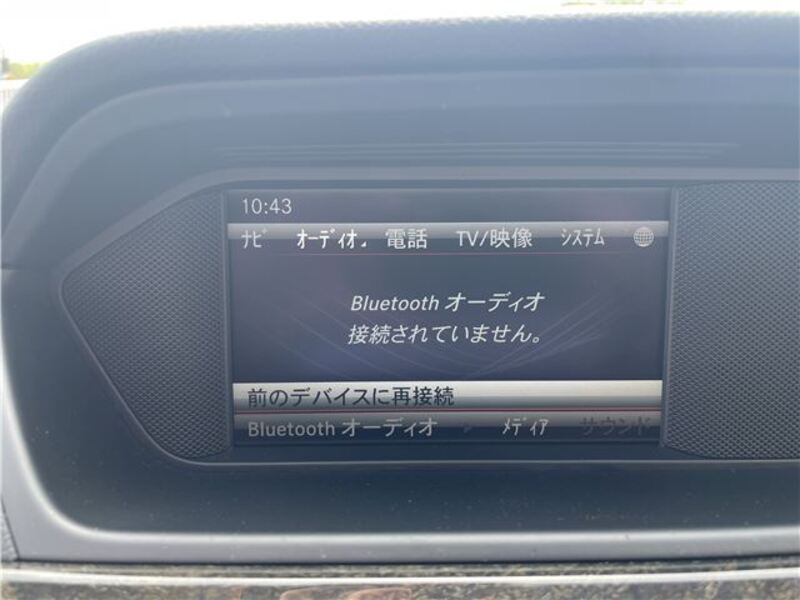 10:43
ナビ オーディオ 電話 TV/映像 システム
Bluetooth オーディオ
接続されていません。
前のデバイスに再接続
Bluetooth オーディオ メディア サウンド